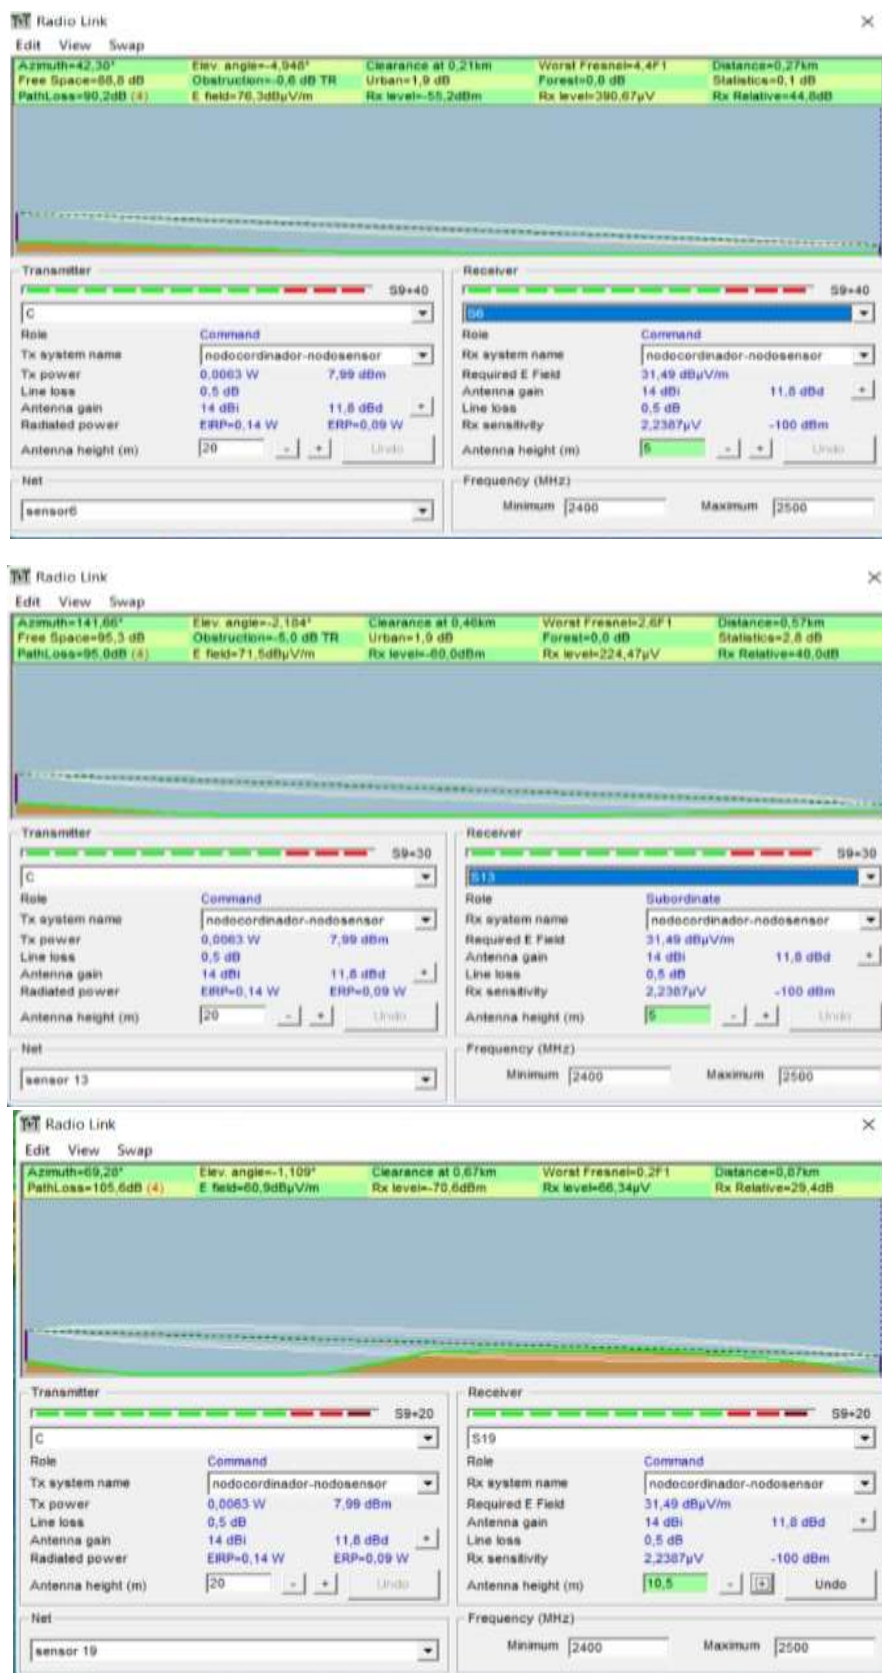 Radio Link
Edit View Swap
Azimuth=42,30° Elev. angle=-4,948° Clearance at 0,21km Worst Fresnel=4,4F1 Distance=0,27km
Free Space=88,8 dB Obstruction=-0,6 dB TR Urban=1,9 dB Forest=0,0 dB Statistics=0,1 dB
PathLoss=90,2dB (4) E field=76,3dBµV/m Rx level=-55,2dBm Rx level=390,67µV Rx Relative=44,8dB
Transmitter Receiver
S9+40 S9+40
C S6
Role Command Role Command
Tx system name nodocordinador-nodosensor Rx system name nodocordinador-nodosensor
Tx power 0,0063 W 7,99 dBm Required E Field 31,49 dBµV/m
Line loss 0,5 dB Antenna gain 14 dBi 11,8 dBd +
Antenna gain 14 dBi 11,8 dBd + Line loss 0,5 dB
Radiated power EIRP=0,14 W ERP=0,09 W Rx sensitivity 2,2387µV -100 dBm
Antenna height (m) 20 - + Undo Antenna height (m) 5 - + Undo
Net Frequency (MHz)
sensor6 Minimum 2400 Maximum 2500
Radio Link
Edit View Swap
Azimuth=141,66° Elev. angle=-2,184° Clearance at 0,46km Worst Fresnel=2,6F1 Distance=0,57km
Free Space=95,3 dB Obstruction=-5,0 dB TR Urban=1,9 dB Forest=0,0 dB Statistics=2,8 dB
PathLoss=95,0dB (4) E field=71,5dBµV/m Rx level=-60,0dBm Rx level=224,47µV Rx Relative=40,0dB
Transmitter Receiver
S9+30 S9+30
C S13
Role Command Role Subordinate
Tx system name nodocordinador-nodosensor Rx system name nodocordinador-nodosensor
Tx power 0,0063 W 7,99 dBm Required E Field 31,49 dBµV/m
Line loss 0,5 dB Antenna gain 14 dBi 11,8 dBd +
Antenna gain 14 dBi 11,8 dBd + Line loss 0,5 dB
Radiated power EIRP=0,14 W ERP=0,09 W Rx sensitivity 2,2387µV -100 dBm
Antenna height (m) 20 - + Undo Antenna height (m) 5 - + Undo
Net Frequency (MHz)
sensor 13 Minimum 2400 Maximum 2500
Radio Link
Edit View Swap
Azimuth=69,28° Elev. angle=-1,109° Clearance at 0,67km Worst Fresnel=0,2F1 Distance=0,87km
PathLoss=105,6dB (4) E field=60,9dBµV/m Rx level=-70,6dBm Rx level=66,34µV Rx Relative=29,4dB
Transmitter Receiver
S9+20 S9+20
C S19
Role Command Role Command
Tx system name nodocordinador-nodosensor Rx system name nodocordinador-nodosensor
Tx power 0,0063 W 7,99 dBm Required E Field 31,49 dBµV/m
Line loss 0,5 dB Antenna gain 14 dBi 11,8 dBd +
Antenna gain 14 dBi 11,8 dBd + Line loss 0,5 dB
Radiated power EIRP=0,14 W ERP=0,09 W Rx sensitivity 2,2387µV -100 dBm
Antenna height (m) 20 - + Undo Antenna height (m) 10,5 - + Undo
Net Frequency (MHz)
sensor 19 Minimum 2400 Maximum 2500